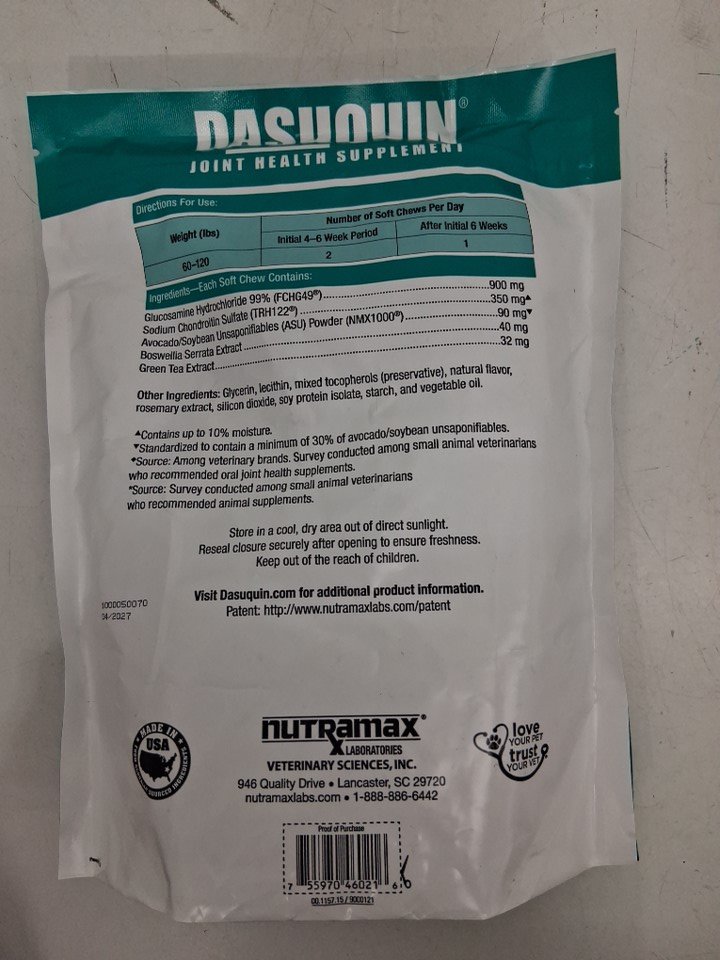 DASUQUIN®
JOINT HEALTH SUPPLEMENT
Directions For Use:
Weight (lbs)
Number of Soft Chews Per Day
Initial 4–6 Week Period
After Initial 6 Weeks
60–120
2
1
Ingredients—Each Soft Chew Contains:
Glucosamine Hydrochloride 99% (FCHG49®)..........900 mg
Sodium Chondroitin Sulfate (TRH122®)..........350 mg▲
Avocado/Soybean Unsaponifiables (ASU) Powder (NMX1000®)..........90 mg▼
Boswellia Serrata Extract..........40 mg
Green Tea Extract..........32 mg
Other Ingredients: Glycerin, lecithin, mixed tocopherols (preservative), natural flavor,
rosemary extract, silicon dioxide, soy protein isolate, starch, and vegetable oil.
▲Contains up to 10% moisture.
▼Standardized to contain a minimum of 30% of avocado/soybean unsaponifiables.
♦Source: Among veterinary brands. Survey conducted among small animal veterinarians
who recommended oral joint health supplements.
*Source: Survey conducted among small animal veterinarians
who recommended animal supplements.
Store in a cool, dry area out of direct sunlight.
Reseal closure securely after opening to ensure freshness.
Keep out of the reach of children.
Visit Dasuquin.com for additional product information.
Patent: http://www.nutramaxlabs.com/patent
04/2027
MADE IN
USA
SOURCED INGREDIENTS
nutramax®
LABORATORIES
VETERINARY SCIENCES, INC.
946 Quality Drive • Lancaster, SC 29720
nutramaxlabs.com • 1-888-886-6442
love
YOUR PET
trust
YOUR VET
Proof of Purchase
7 55970 46021 6
00.1157.15 / 9000121